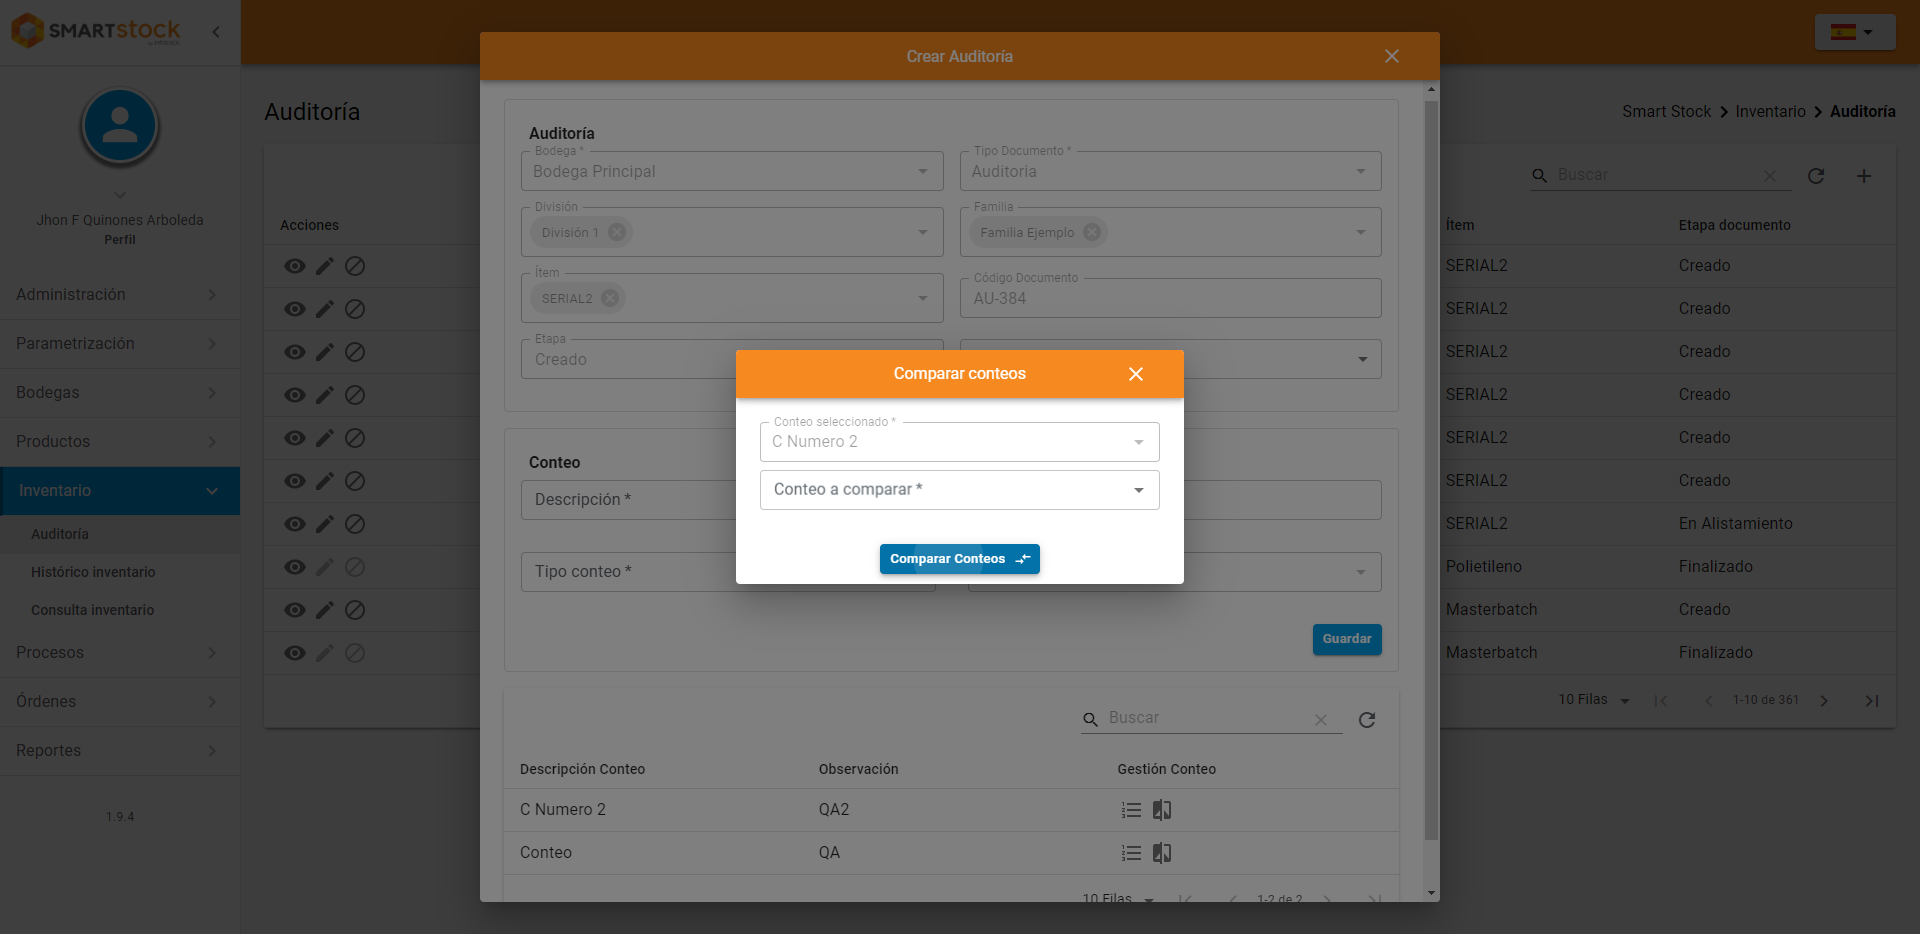 SMARTstock
Jhon F Quinones Arboleda
Perfil
Administración
Parametrización
Bodegas
Productos
Inventario
Auditoría
Histórico inventario
Consulta inventario
Procesos
Órdenes
Reportes
1.9.4
Auditoría
Smart Stock > Inventario > Auditoría
Acciones
Buscar
Ítem Etapa documento
SERIAL2 Creado
SERIAL2 Creado
SERIAL2 Creado
SERIAL2 Creado
SERIAL2 Creado
SERIAL2 Creado
SERIAL2 En Alistamiento
Polietileno Finalizado
Masterbatch Creado
Masterbatch Finalizado
10 Filas 1-10 de 361
Crear Auditoría
Auditoría
Bodega *
Bodega Principal
Tipo Documento *
Auditoria
División
División 1
Familia
Familia Ejemplo
Ítem
SERIAL2
Código Documento
AU-384
Etapa
Creado
Conteo
Descripción *
Tipo conteo *
Guardar
Buscar
Descripción Conteo Observación Gestión Conteo
C Numero 2 QA2
Conteo QA
10 Filas 1-2 de 2
Comparar conteos
Conteo seleccionado *
C Numero 2
Conteo a comparar *
Comparar Conteos